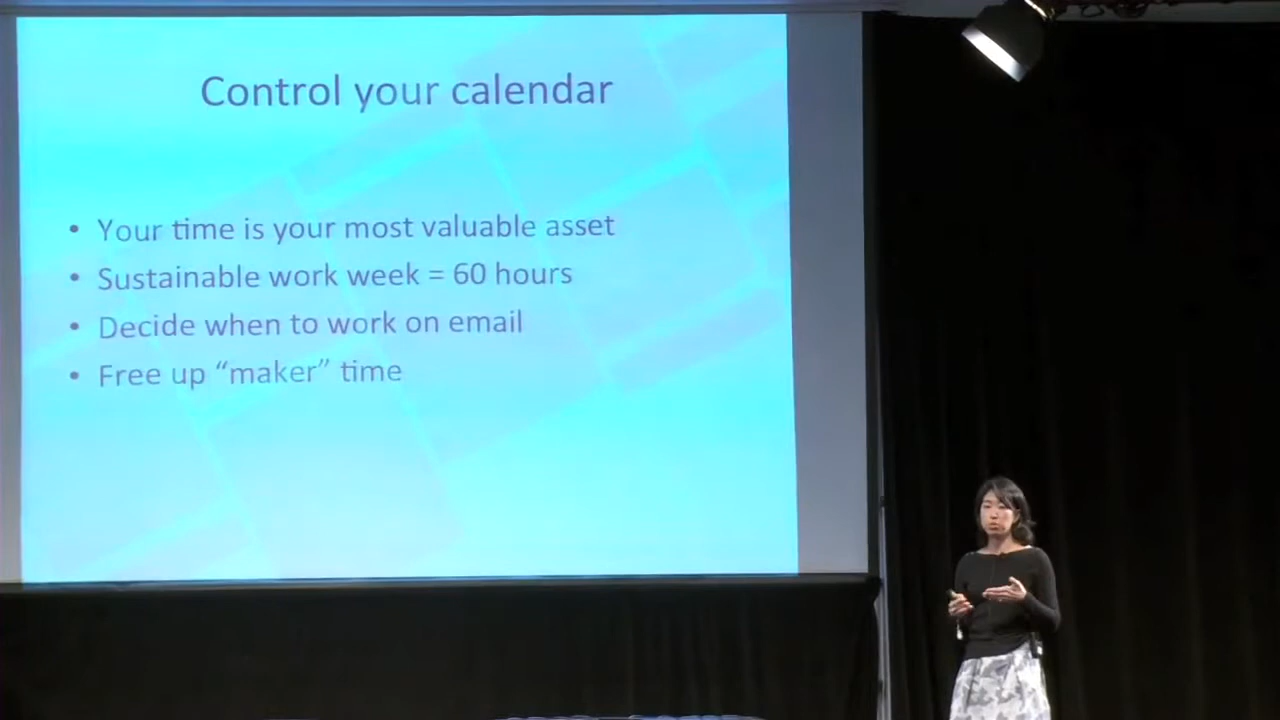 Control your calendar
• Your time is your most valuable asset
• Sustainable work week = 60 hours
• Decide when to work on email
• Free up “maker” time